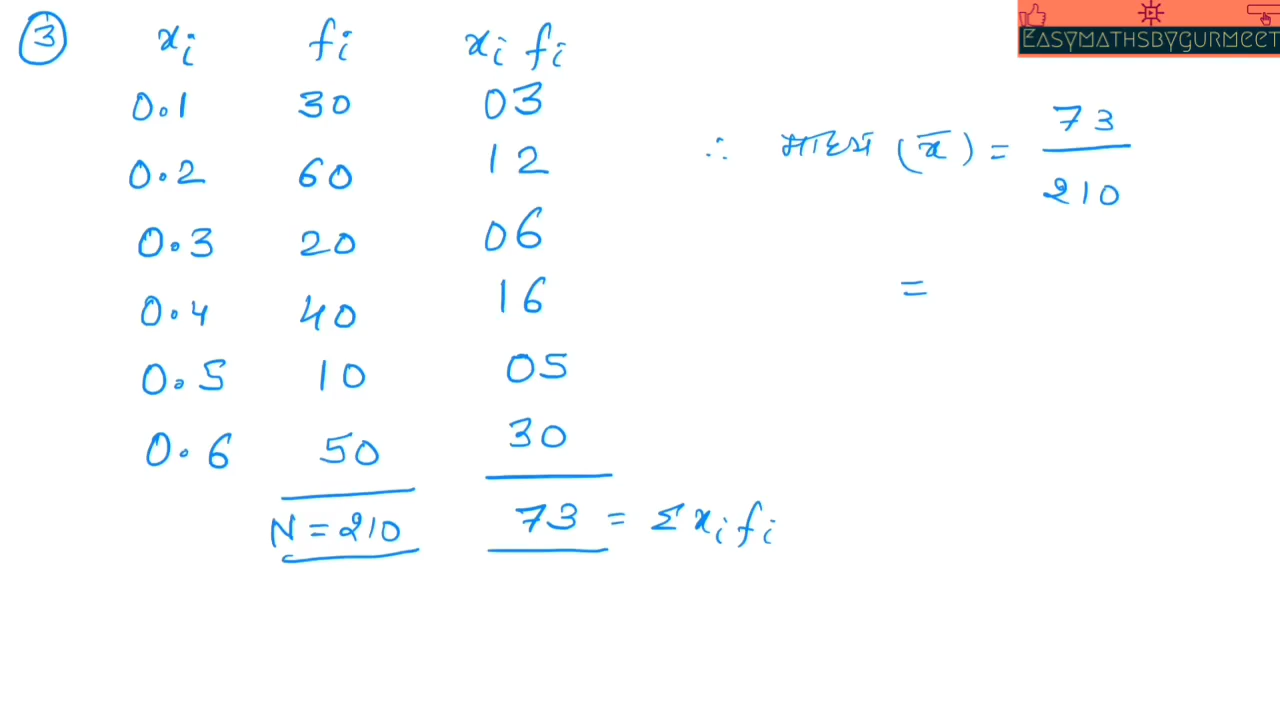 ③ xᵢ fᵢ xᵢ fᵢ
0.1 30 03
0.2 60 12
0.3 20 06
0.4 40 16
0.5 10 05
0.6 50 30
N = 210 73 = Σ xᵢ fᵢ
∴ माध्य (x̄) = 73/210
=
EASYMATHSBYGURMEET